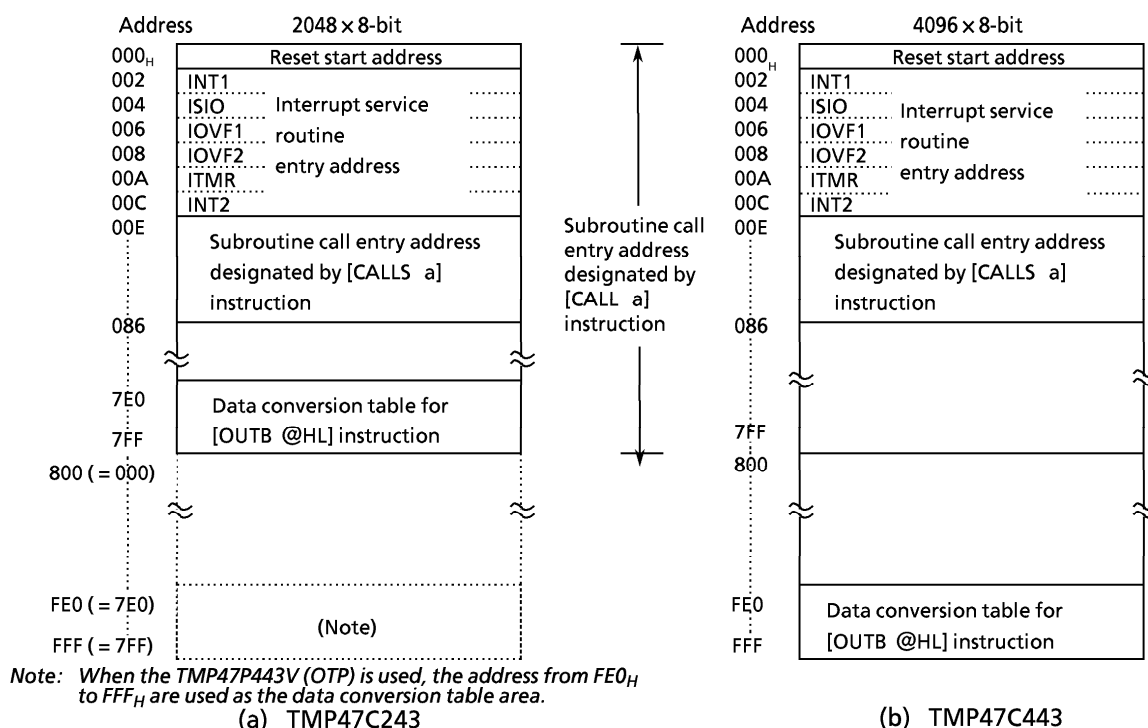 Address 2048 × 8-bit
000H Reset start address
002 INT1
004 ISIO Interrupt service
006 IOVF1 routine
008 IOVF2 entry address
00A ITMR
00C INT2
00E
Subroutine call entry address
designated by [CALLS a]
instruction
086
7E0 Data conversion table for
7FF [OUTB @HL] instruction
800 ( = 000)
FE0 ( = 7E0)
(Note)
FFF ( = 7FF)
Note: When the TMP47P443V (OTP) is used, the address from FE0H
to FFFH are used as the data conversion table area.
(a) TMP47C243
Subroutine call
entry address
designated by
[CALL a]
instruction
Address 4096 × 8-bit
000H Reset start address
002 INT1
004 ISIO Interrupt service
006 IOVF1 routine
008 IOVF2 entry address
00A ITMR
00C INT2
00E
Subroutine call entry address
designated by [CALLS a]
instruction
086
7FF
800
FE0 Data conversion table for
FFF [OUTB @HL] instruction
(b) TMP47C443